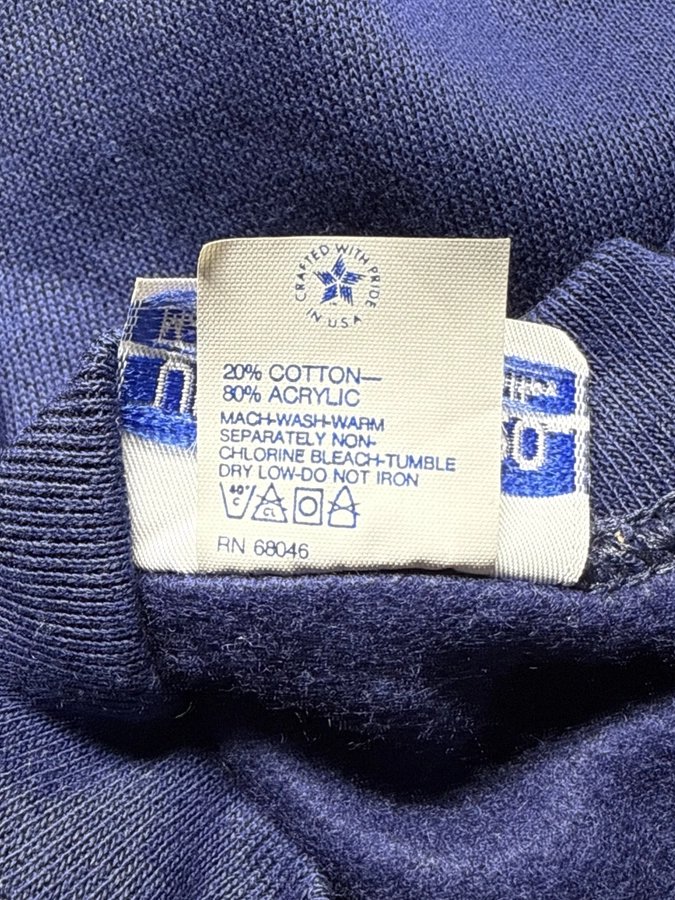 CRAFTED WITH PRIDE
IN U.S.A.
20% COTTON—
80% ACRYLIC
MACH-WASH-WARM
SEPARATELY NON-
CHLORINE BLEACH-TUMBLE
DRY LOW-DO NOT IRON
40°
C
CL
RN 68046